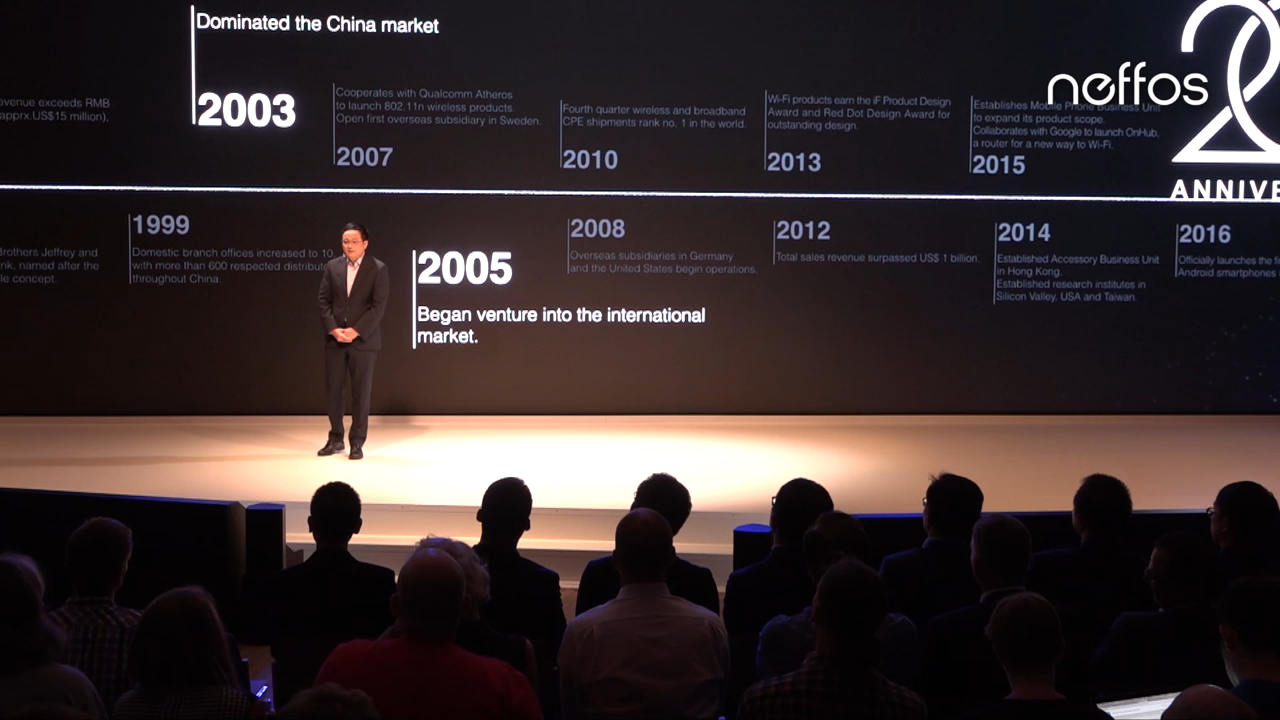 Dominated the China market
2003
evenue exceeds RMB
apprx.US$15 million),
Cooperates with Qualcomm Atheros
to launch 802.11n wireless products.
Open first overseas subsidiary in Sweden.
2007
Fourth quarter wireless and broadband
CPE shipments rank no. 1 in the world.
2010
Wi-Fi products earn the iF Product Design
Award and Red Dot Design Award for
outstanding design.
2013
Establishes Mobile Phone Business Unit
to expand its product scope.
Collaborates with Google to launch OnHub,
a router for a new way to Wi-Fi.
2015
neffos
2
ANNIVE
Brothers Jeffrey and
nk, named after the
le concept.
1999
Domestic branch offices increased to 10
with more than 600 respected distribut
throughout China.
2005
Began venture into the international
market.
2008
Overseas subsidiaries in Germany
and the United States begin operations.
2012
Total sales revenue surpassed US$ 1 billion.
2014
Established Accessory Business Unit
in Hong Kong.
Established research institutes in
Silicon Valley, USA and Taiwan.
2016
Officially launches the fi
Android smartphones